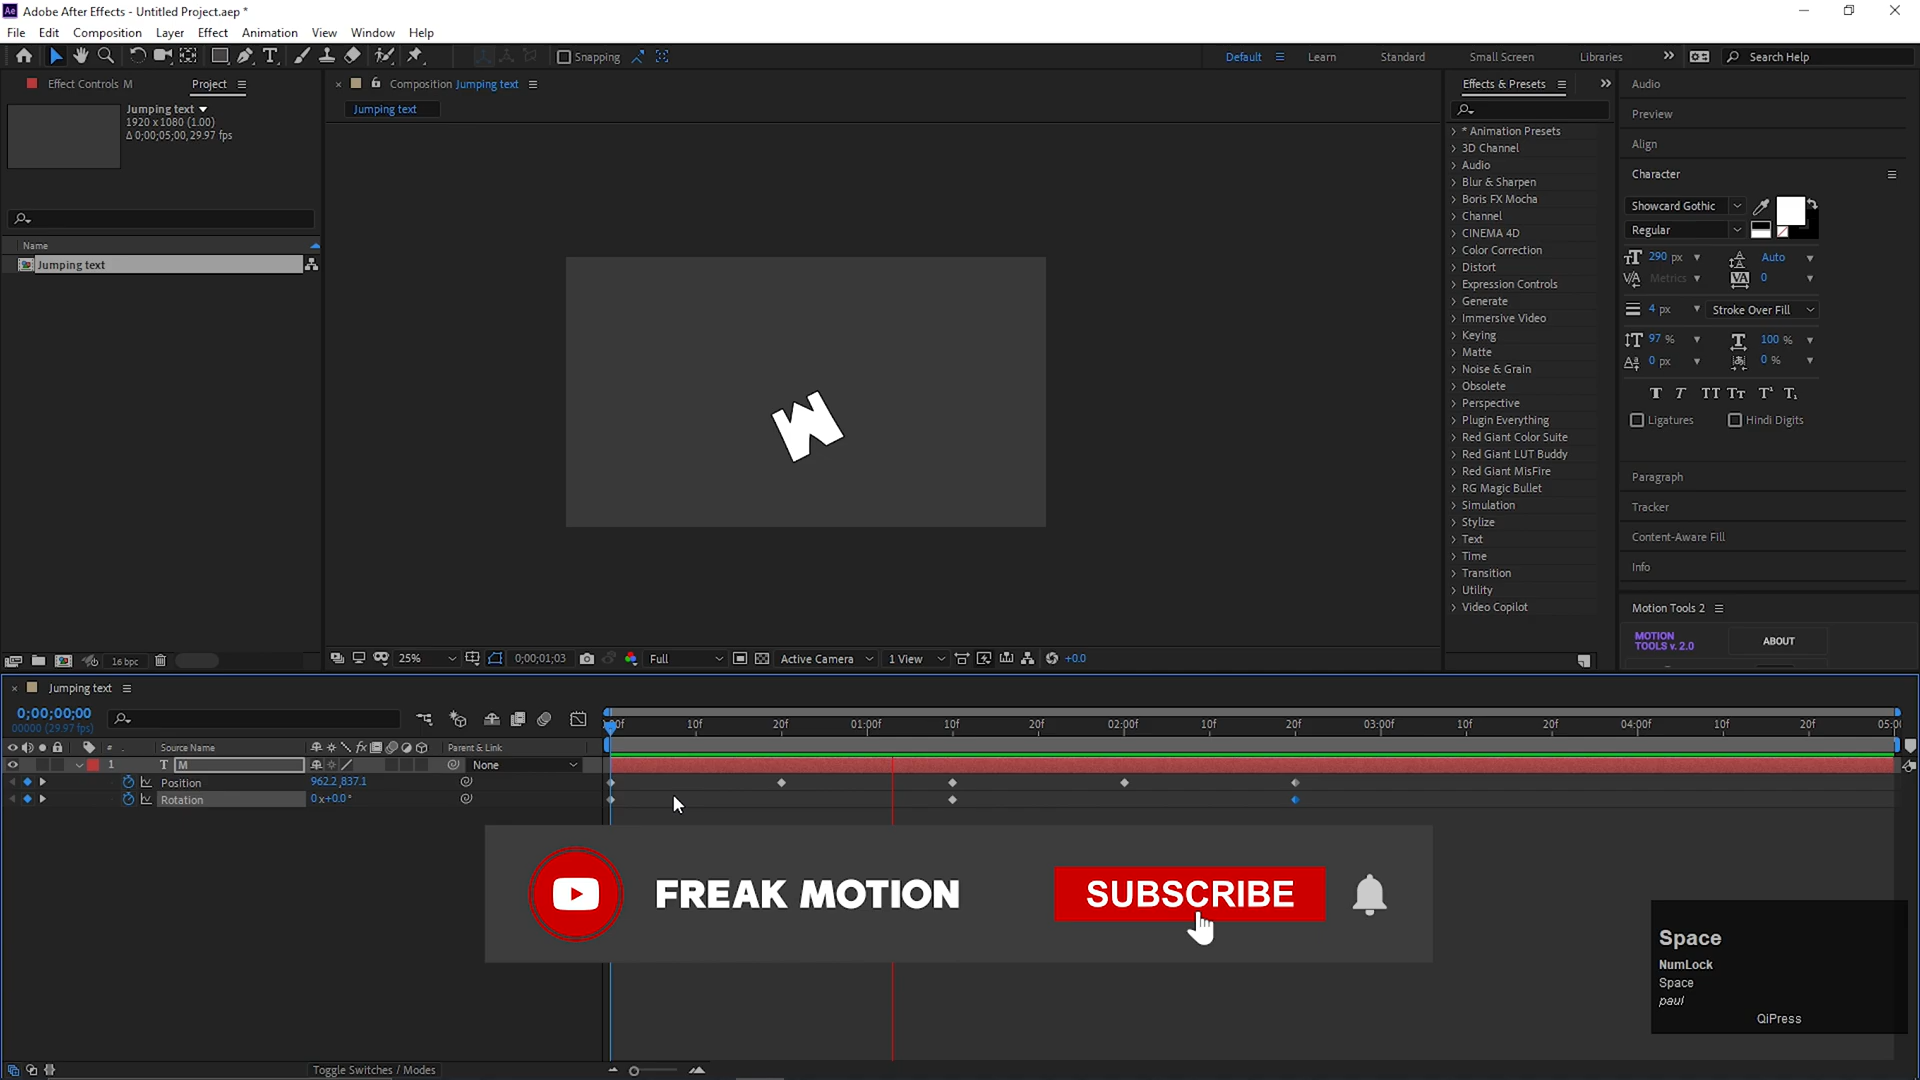 Adobe After Effects - Untitled Project.aep *
File Edit Composition Layer Effect Animation View Window Help
Snapping
Default Learn Standard Small Screen Libraries Search Help
Effect Controls M Project
Jumping text
1920 x 1080 (1.00)
Δ 0;00;05;00, 29.97 fps
Name
Jumping text
16 bpc
Composition Jumping text
Jumping text
W
25% 0;00;01;03 Full Active Camera 1 View +0.0
Effects & Presets
* Animation Presets
3D Channel
Audio
Blur & Sharpen
Boris FX Mocha
Channel
CINEMA 4D
Color Correction
Distort
Expression Controls
Generate
Immersive Video
Keying
Matte
Noise & Grain
Obsolete
Perspective
Plugin Everything
Red Giant Color Suite
Red Giant LUT Buddy
Red Giant MisFire
RG Magic Bullet
Simulation
Stylize
Text
Time
Transition
Utility
Video Copilot
Audio
Preview
Align
Character
Showcard Gothic
Regular
290 px Auto
Metrics 0
4 px Stroke Over Fill
97 % 100 %
0 px 0 %
Ligatures Hindi Digits
Paragraph
Tracker
Content-Aware Fill
Info
Motion Tools 2
MOTION
TOOLS v. 2.0
ABOUT
Jumping text
0;00;00;00
00000 (29.97 fps)
10f 20f 01:00f 10f 20f 02:00f 10f 20f 03:00f 10f 20f 04:00f 10f 20f
# Source Name Parent & Link
1 T M None
Position 962.2,837.1
Rotation 0x+0.0°
FREAK MOTION SUBSCRIBE
Space
NumLock
Space
paul
QiPress
Toggle Switches / Modes